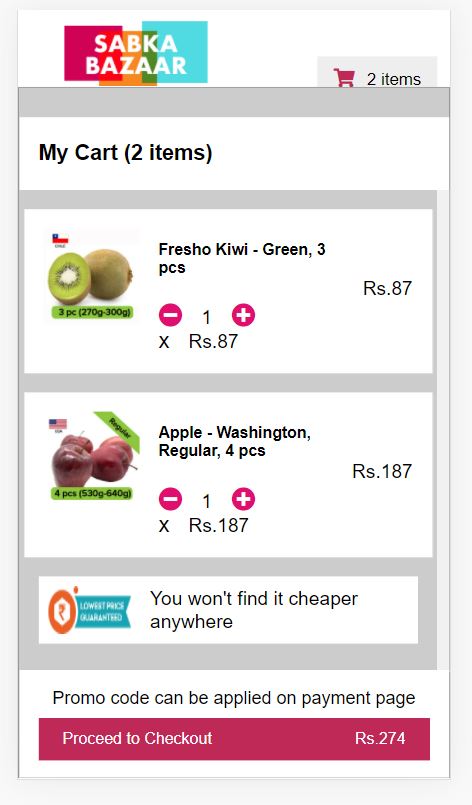 SABKA
BAZAAR
2 items
My Cart (2 items)
CHILE
Fresho Kiwi - Green, 3
pcs
Rs.87
3 pc (270g-300g)
1
x Rs.87
Regular
USA
Apple - Washington,
Regular, 4 pcs
Rs.187
4 pcs (530g-640g)
1
x Rs.187
LOWEST PRICE
GUARANTEED
You won't find it cheaper
anywhere
Promo code can be applied on payment page
Proceed to Checkout Rs.274